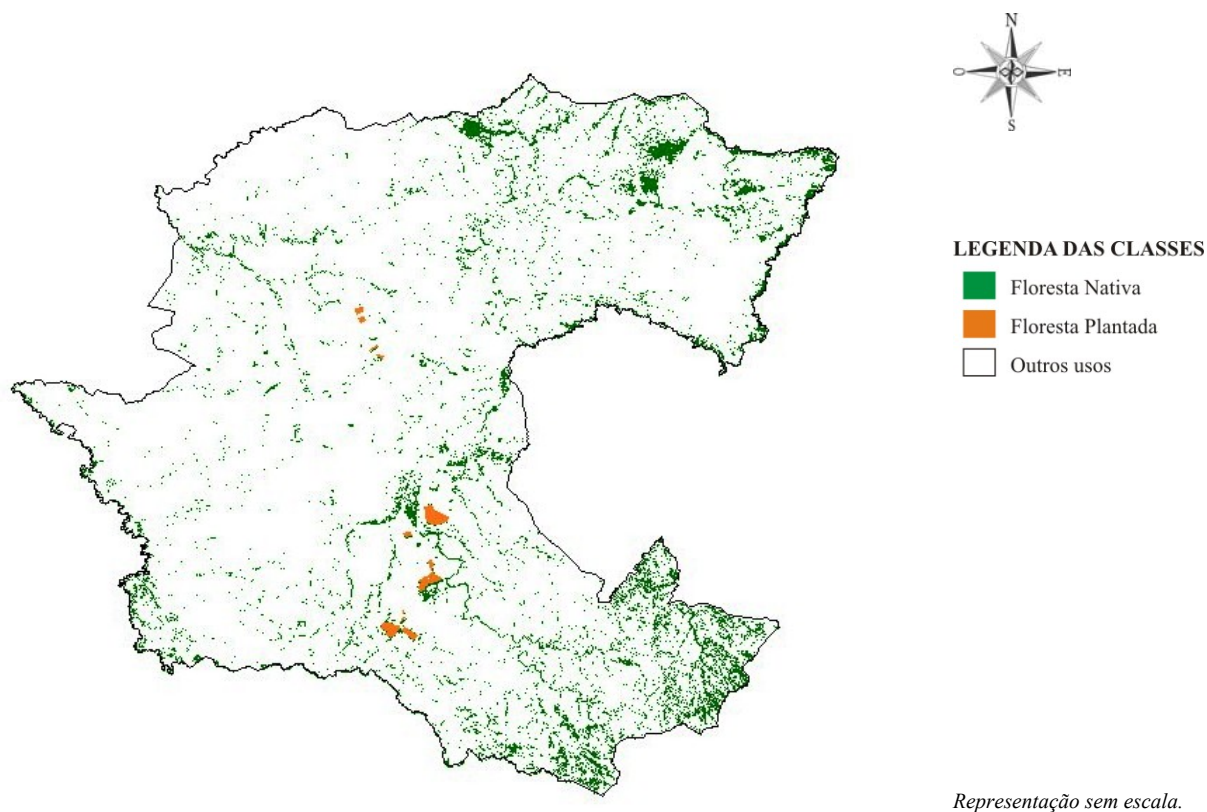 N
O
E
S
LEGENDA DAS CLASSES
Floresta Nativa
Floresta Plantada
Outros usos
Representação sem escala.